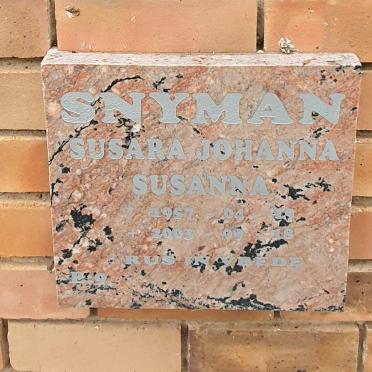 SNYMAN
SUSARA JOHANNA
SUSANNA
* 1957 - 04 -
+ 2003 - 09 - 18
RUS IN VREDE